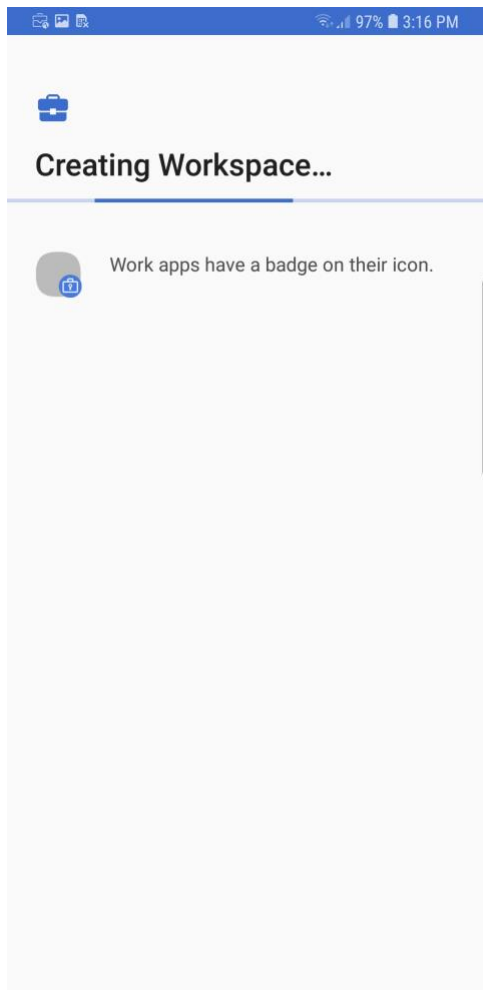 97% 3:16 PM
Creating Workspace...
Work apps have a badge on their icon.